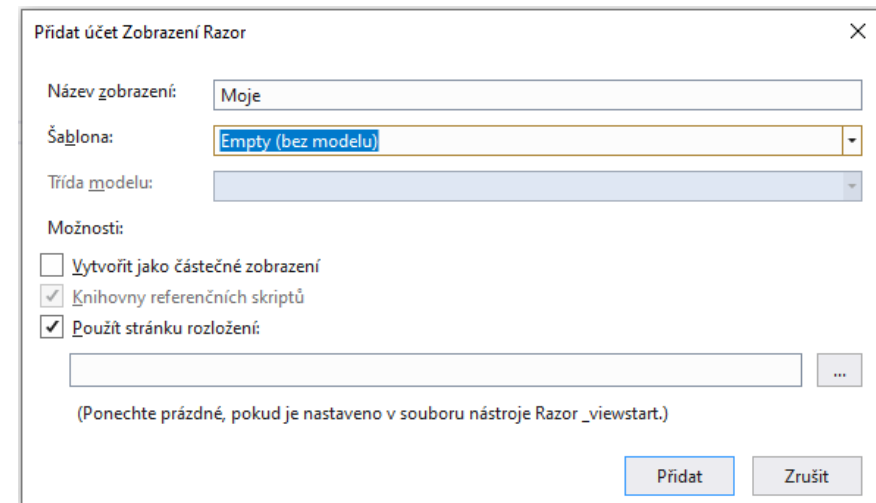 Přidat účet Zobrazení Razor
Název zobrazení: Moje
Šablona: Empty (bez modelu)
Třída modelu:
Možnosti:
Vytvořit jako částečné zobrazení
Knihovny referenčních skriptů
Použít stránku rozložení:
...
(Ponechte prázdné, pokud je nastaveno v souboru nástroje Razor _viewstart.)
Přidat Zrušit